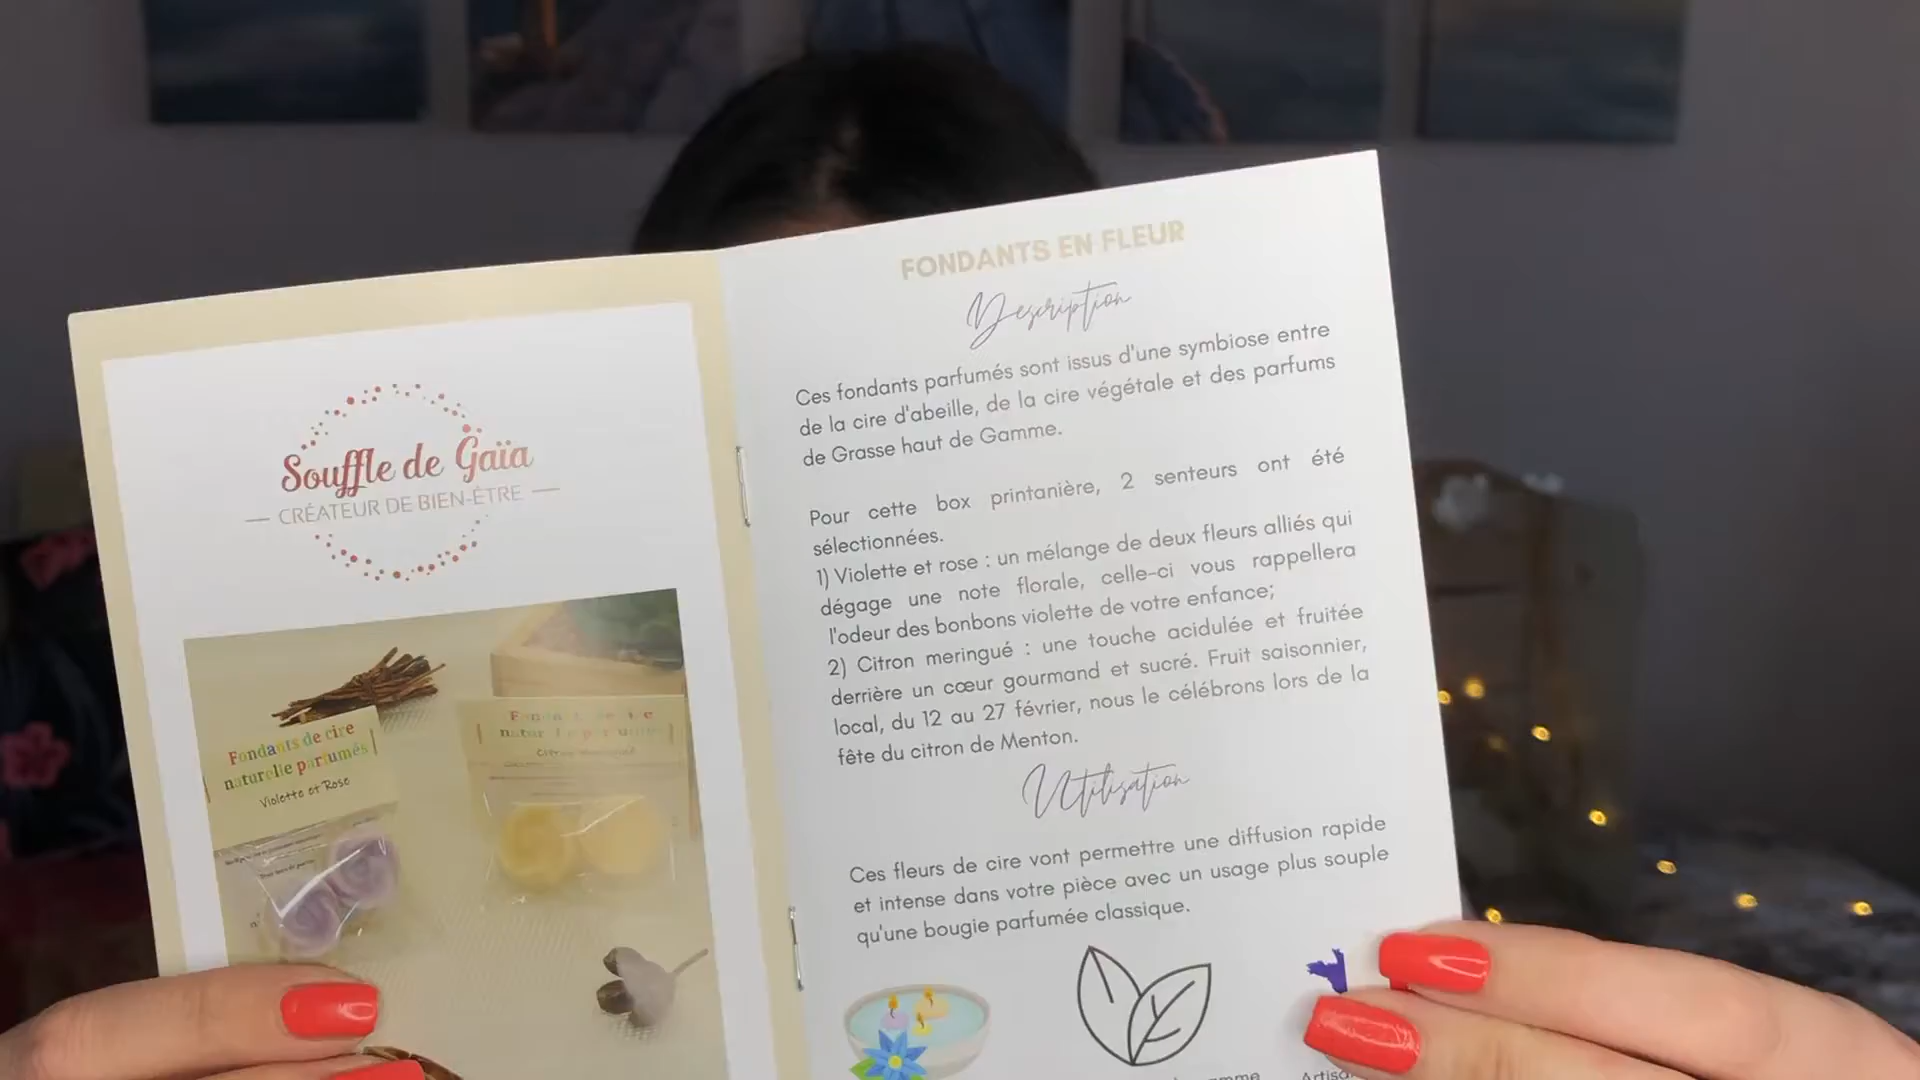 Souffle de Gaïa
CRÉATEUR DE BIEN-ÊTRE
Fondants de cire
naturelle parfumés
Violette et Rose
Fondants de cire
naturelle parfumés
Citron meringué
FONDANTS EN FLEUR
Description
Ces fondants parfumés sont issus d'une symbiose entre
de la cire d'abeille, de la cire végétale et des parfums
de Grasse haut de Gamme.
Pour cette box printanière, 2 senteurs ont été
sélectionnées.
1) Violette et rose : un mélange de deux fleurs alliés qui
dégage une note florale, celle-ci vous rappellera
l'odeur des bonbons violette de votre enfance;
2) Citron meringué : une touche acidulée et fruitée
derrière un cœur gourmand et sucré. Fruit saisonnier,
local, du 12 au 27 février, nous le célébrons lors de la
fête du citron de Menton.
Utilisation
Ces fleurs de cire vont permettre une diffusion rapide
et intense dans votre pièce avec un usage plus souple
qu'une bougie parfumée classique.